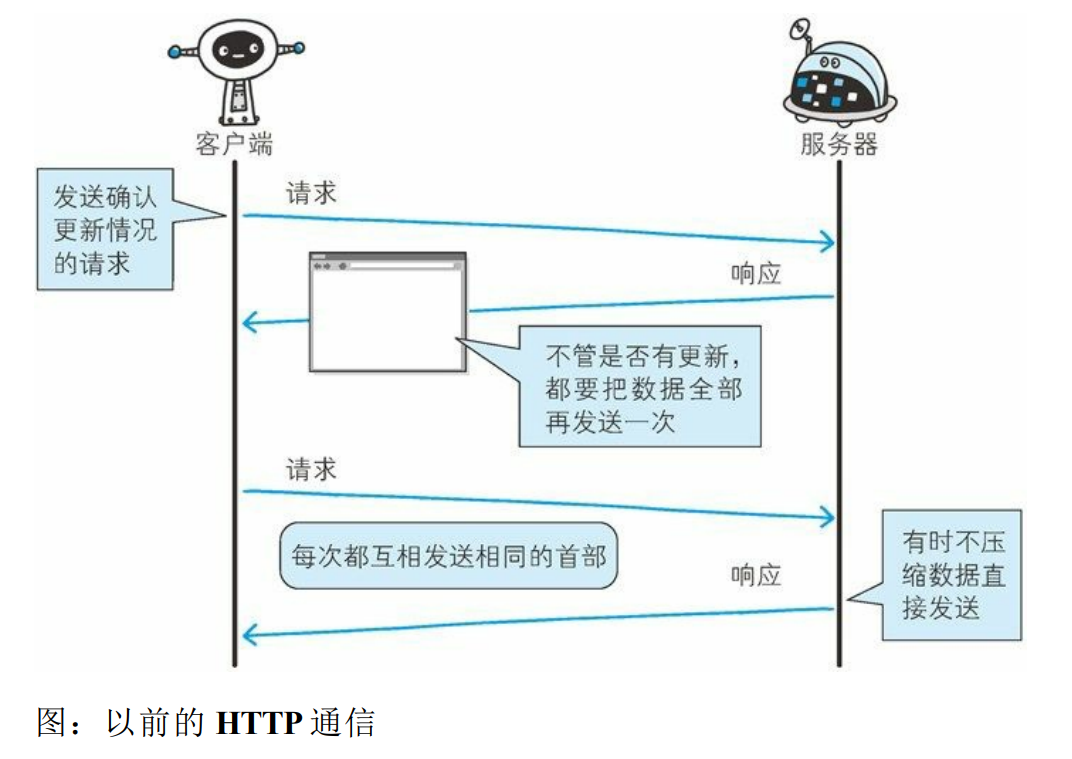 客户端
服务器
发送确认
更新情况
的请求
请求
响应
不管是否有更新，
都要把数据全部
再发送一次
请求
每次都互相发送相同的首部
响应
有时不压
缩数据直
接发送
图：以前的 HTTP 通信